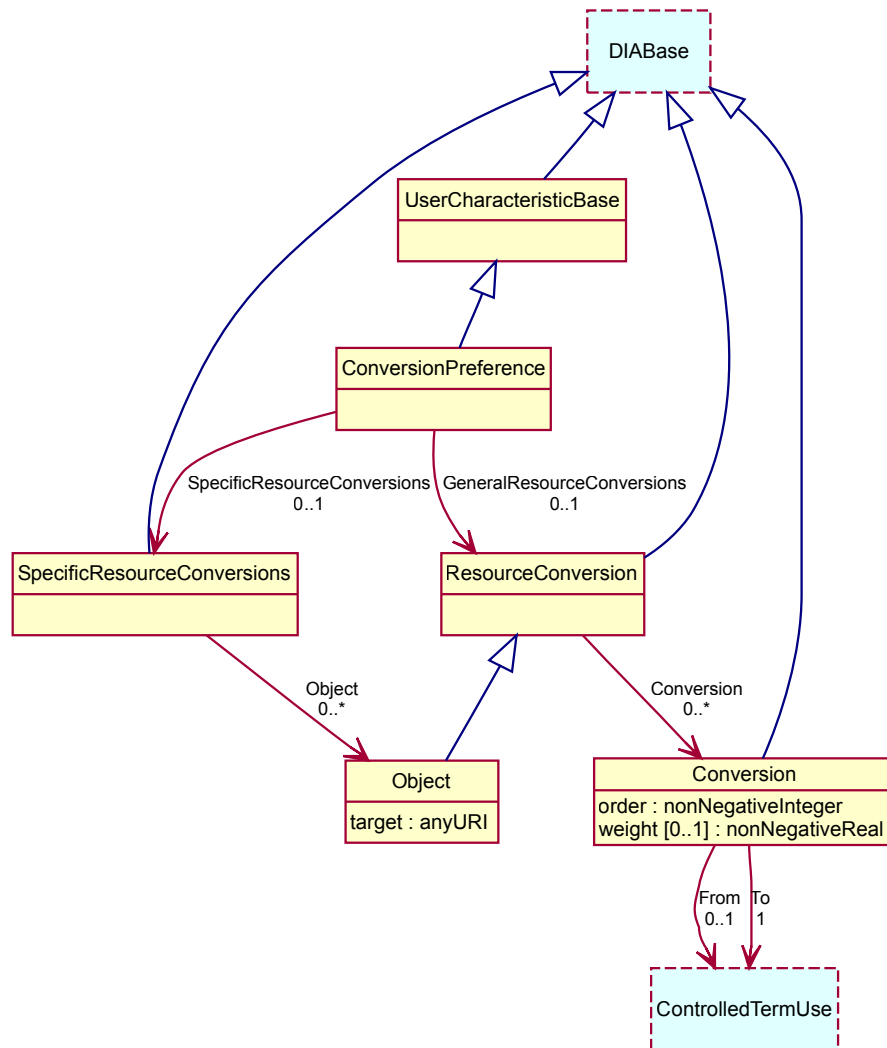 DIABase
UserCharacteristicBase
ConversionPreference
SpecificResourceConversions
0..1
GeneralResourceConversions
0..1
SpecificResourceConversions
ResourceConversion
Object
0..*
Conversion
0..*
Object
target : anyURI
Conversion
order : nonNegativeInteger
weight [0..1] : nonNegativeReal
From
0..1
To
1
ControlledTermUse